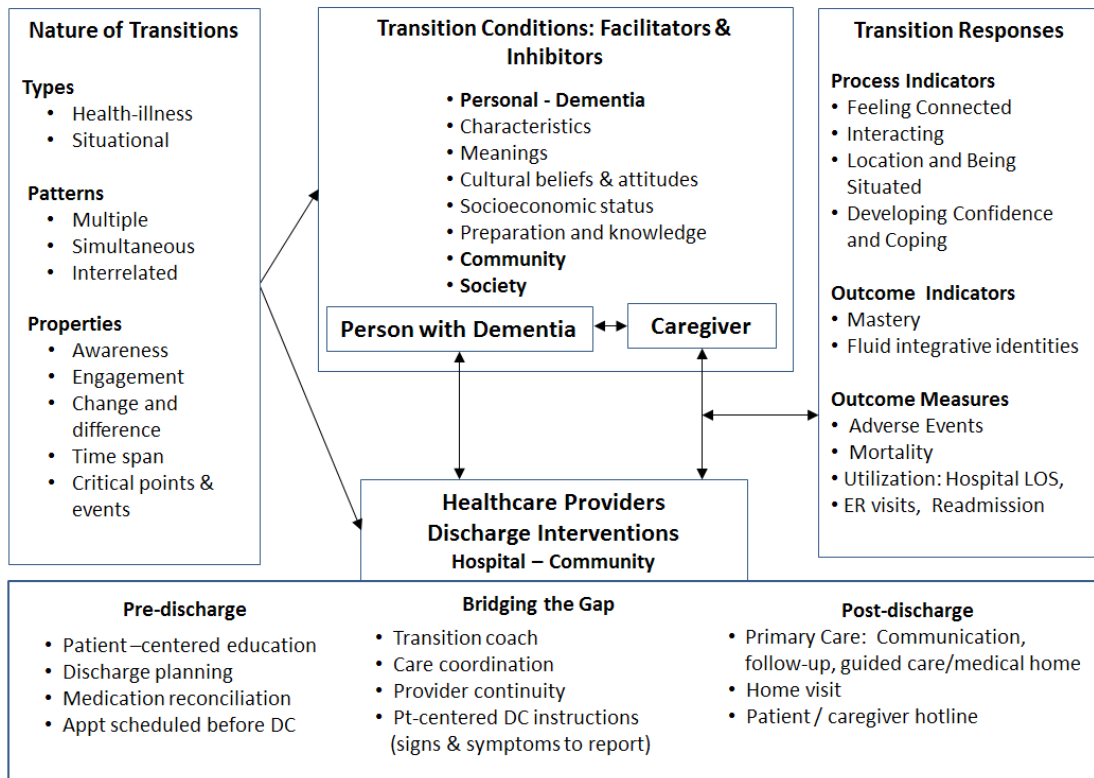 Nature of Transitions
Types
• Health-illness
• Situational
Patterns
• Multiple
• Simultaneous
• Interrelated
Properties
• Awareness
• Engagement
• Change and
difference
• Time span
• Critical points &
events
Transition Conditions: Facilitators &
Inhibitors
• Personal - Dementia
• Characteristics
• Meanings
• Cultural beliefs & attitudes
• Socioeconomic status
• Preparation and knowledge
• Community
• Society
Person with Dementia
Caregiver
Transition Responses
Process Indicators
• Feeling Connected
• Interacting
• Location and Being
Situated
• Developing Confidence
and Coping
Outcome Indicators
• Mastery
• Fluid integrative identities
Outcome Measures
• Adverse Events
• Mortality
• Utilization: Hospital LOS,
• ER visits, Readmission
Healthcare Providers
Discharge Interventions
Hospital – Community
Pre-discharge
• Patient –centered education
• Discharge planning
• Medication reconciliation
• Appt scheduled before DC
Bridging the Gap
• Transition coach
• Care coordination
• Provider continuity
• Pt-centered DC instructions
(signs & symptoms to report)
Post-discharge
• Primary Care: Communication,
follow-up, guided care/medical home
• Home visit
• Patient / caregiver hotline